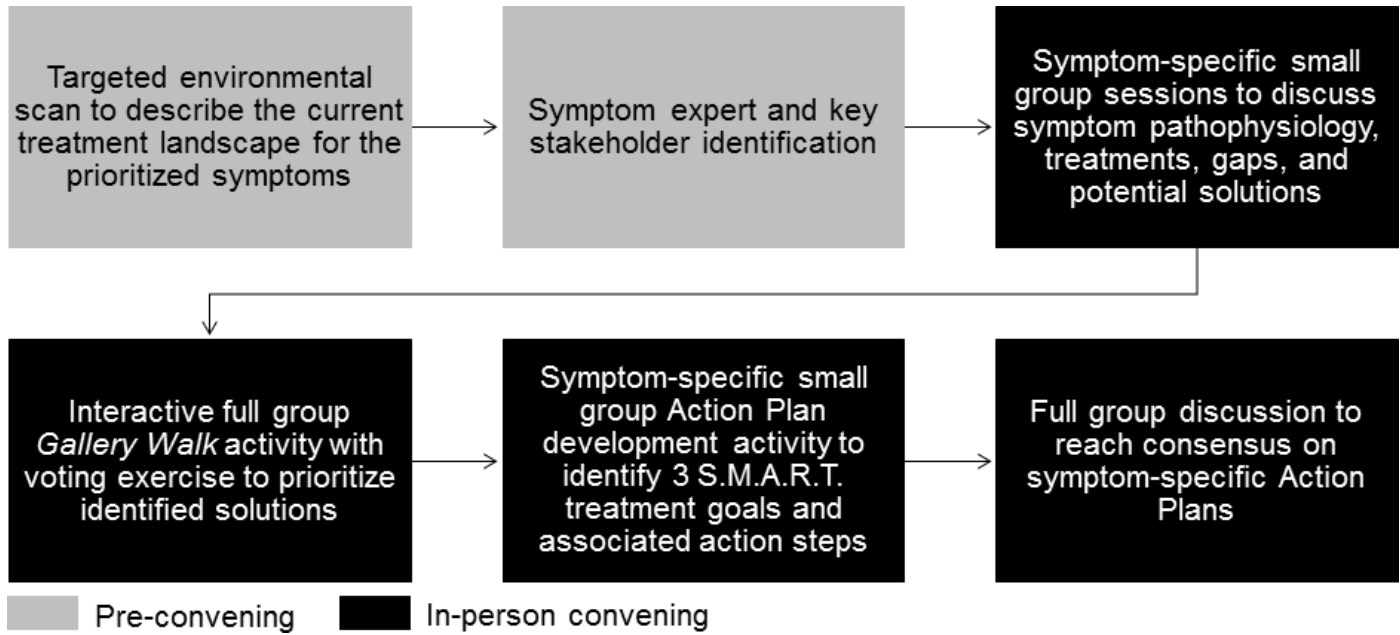 Targeted environmental
scan to describe the current
treatment landscape for the
prioritized symptoms
Symptom expert and key
stakeholder identification
Symptom-specific small
group sessions to discuss
symptom pathophysiology,
treatments, gaps, and
potential solutions
Interactive full group
Gallery Walk activity with
voting exercise to prioritize
identified solutions
Symptom-specific small
group Action Plan
development activity to
identify 3 S.M.A.R.T.
treatment goals and
associated action steps
Full group discussion to
reach consensus on
symptom-specific Action
Plans
Pre-convening
In-person convening